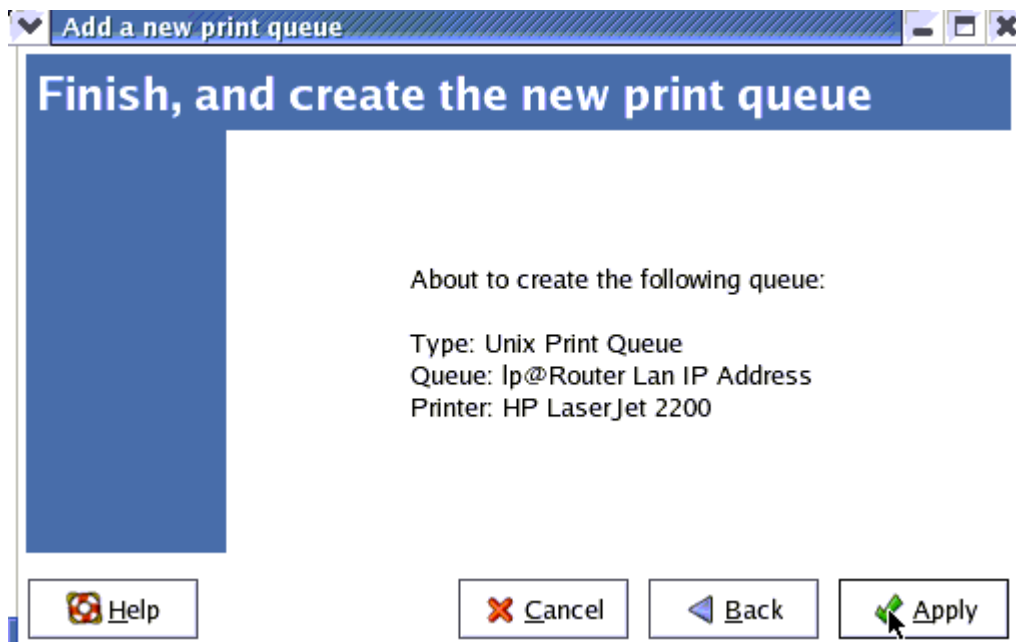 Add a new print queue
Finish, and create the new print queue
About to create the following queue:
Type: Unix Print Queue
Queue: lp@Router Lan IP Address
Printer: HP LaserJet 2200
Help
Cancel
Back
Apply